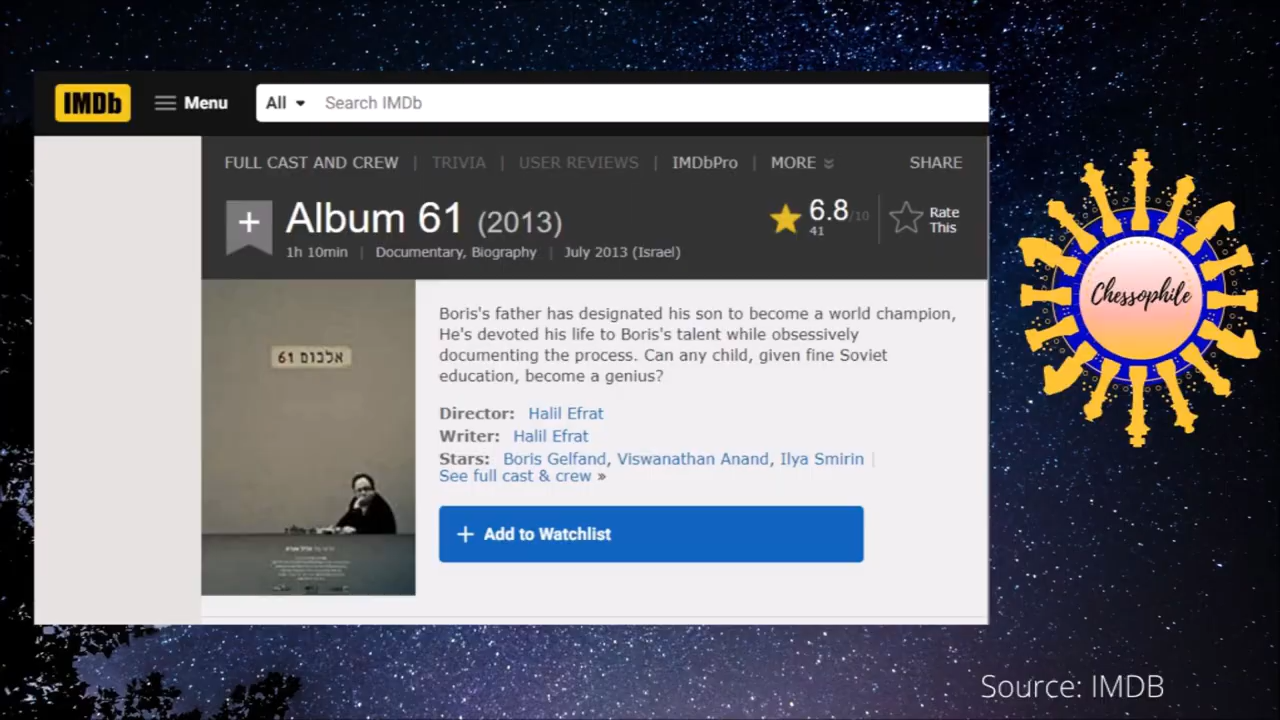 IMDb Menu All Search IMDb
FULL CAST AND CREW | TRIVIA | USER REVIEWS | IMDbPro | MORE SHARE
+ Album 61 (2013)
6.8/10
41
Rate
This
1h 10min | Documentary, Biography | July 2013 (Israel)
אלבום 61
Boris's father has designated his son to become a world champion,
He's devoted his life to Boris's talent while obsessively
documenting the process. Can any child, given fine Soviet
education, become a genius?
Director: Halil Efrat
Writer: Halil Efrat
Stars: Boris Gelfand, Viswanathan Anand, Ilya Smirin |
See full cast & crew »
+ Add to Watchlist
Chessophile
Source: IMDB